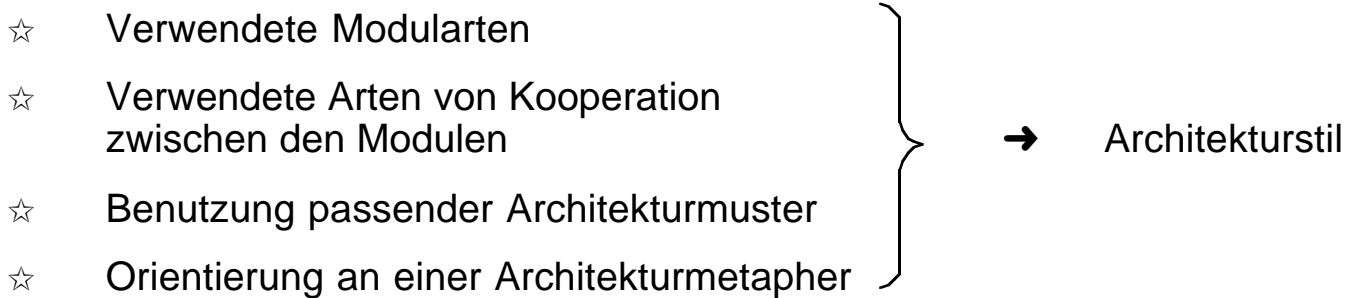 ☆ Verwendete Modularten
☆ Verwendete Arten von Kooperation
zwischen den Modulen
➜ Architekturstil
☆ Benutzung passender Architekturmuster
☆ Orientierung an einer Architekturmetapher